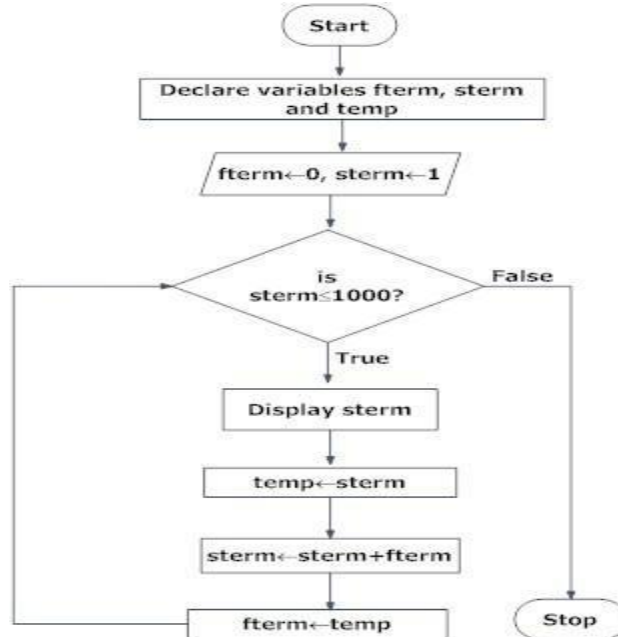 Start
Declare variables fterm, sterm
and temp
fterm←0, sterm←1
is
sterm≤1000?
False
True
Display sterm
temp←sterm
sterm←sterm+fterm
fterm←temp
Stop